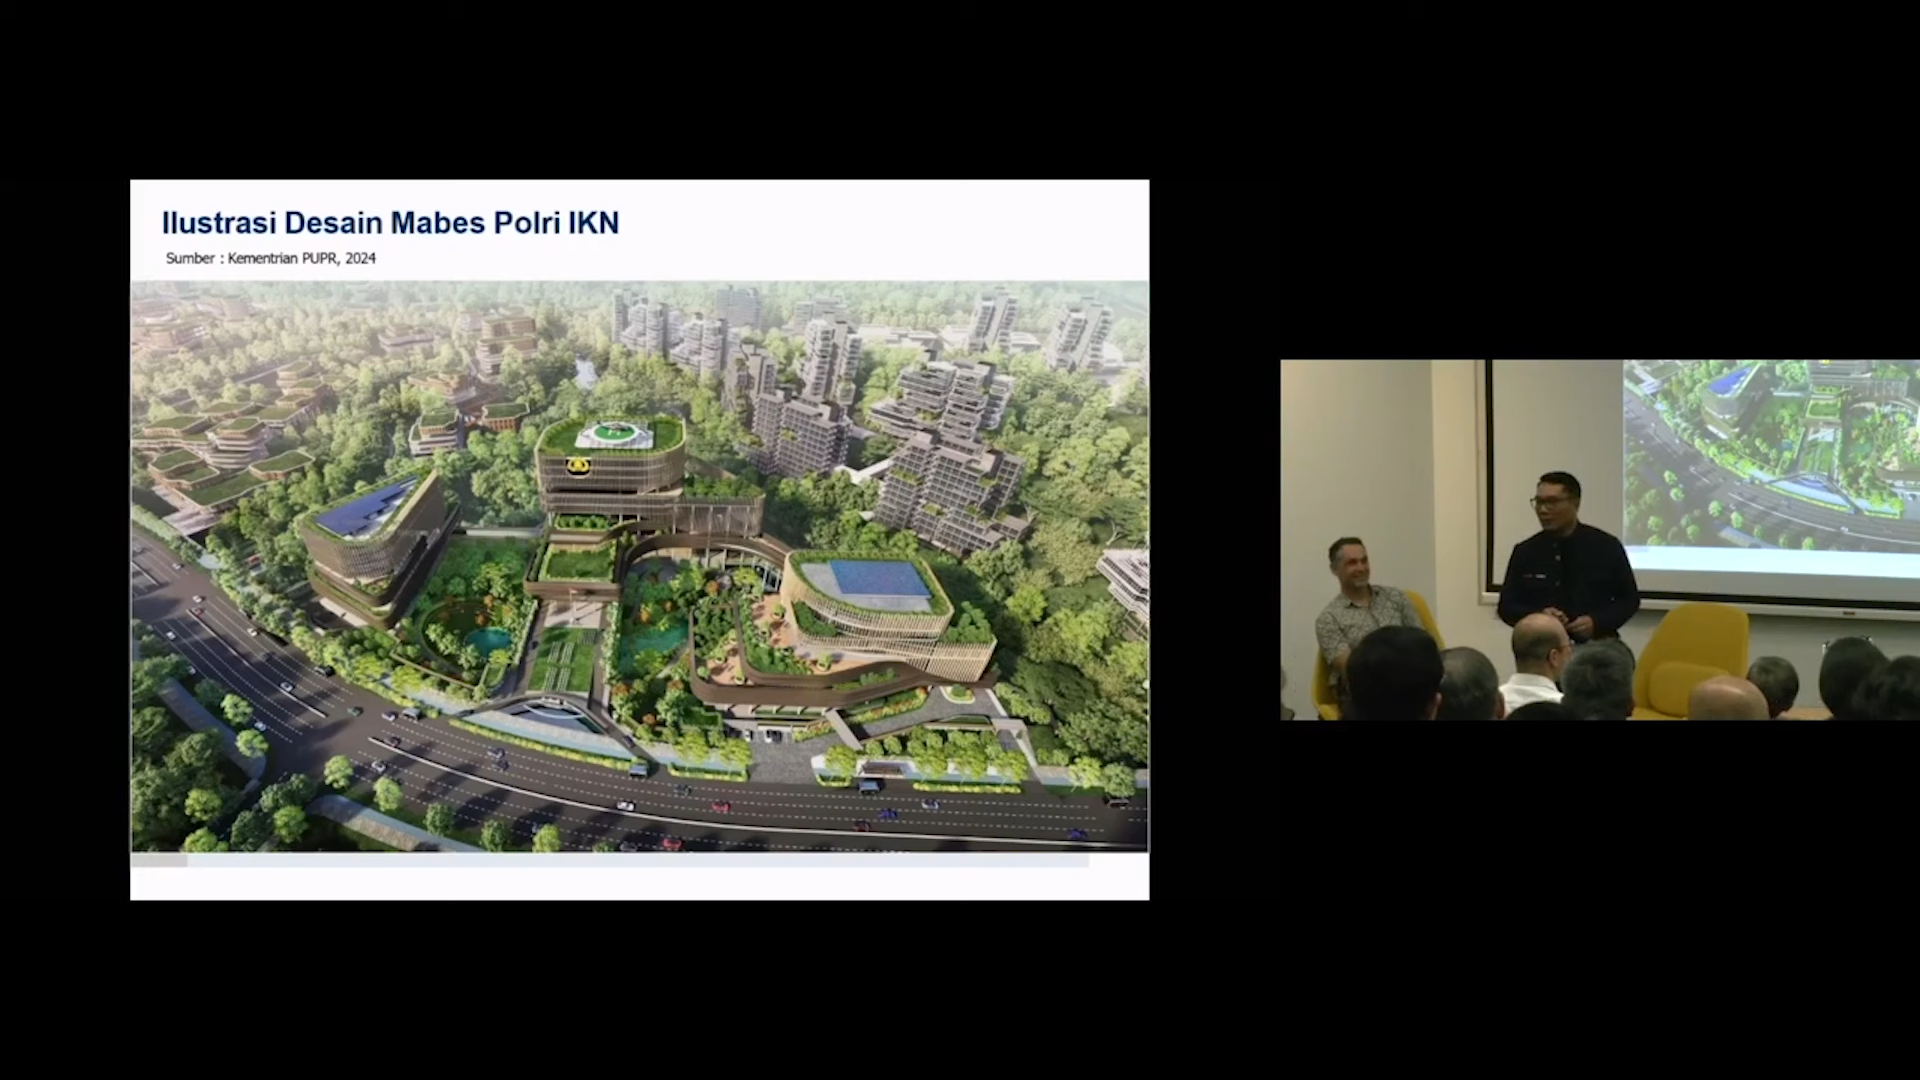 Ilustrasi Desain Mabes Polri IKN
Sumber : Kementrian PUPR, 2024